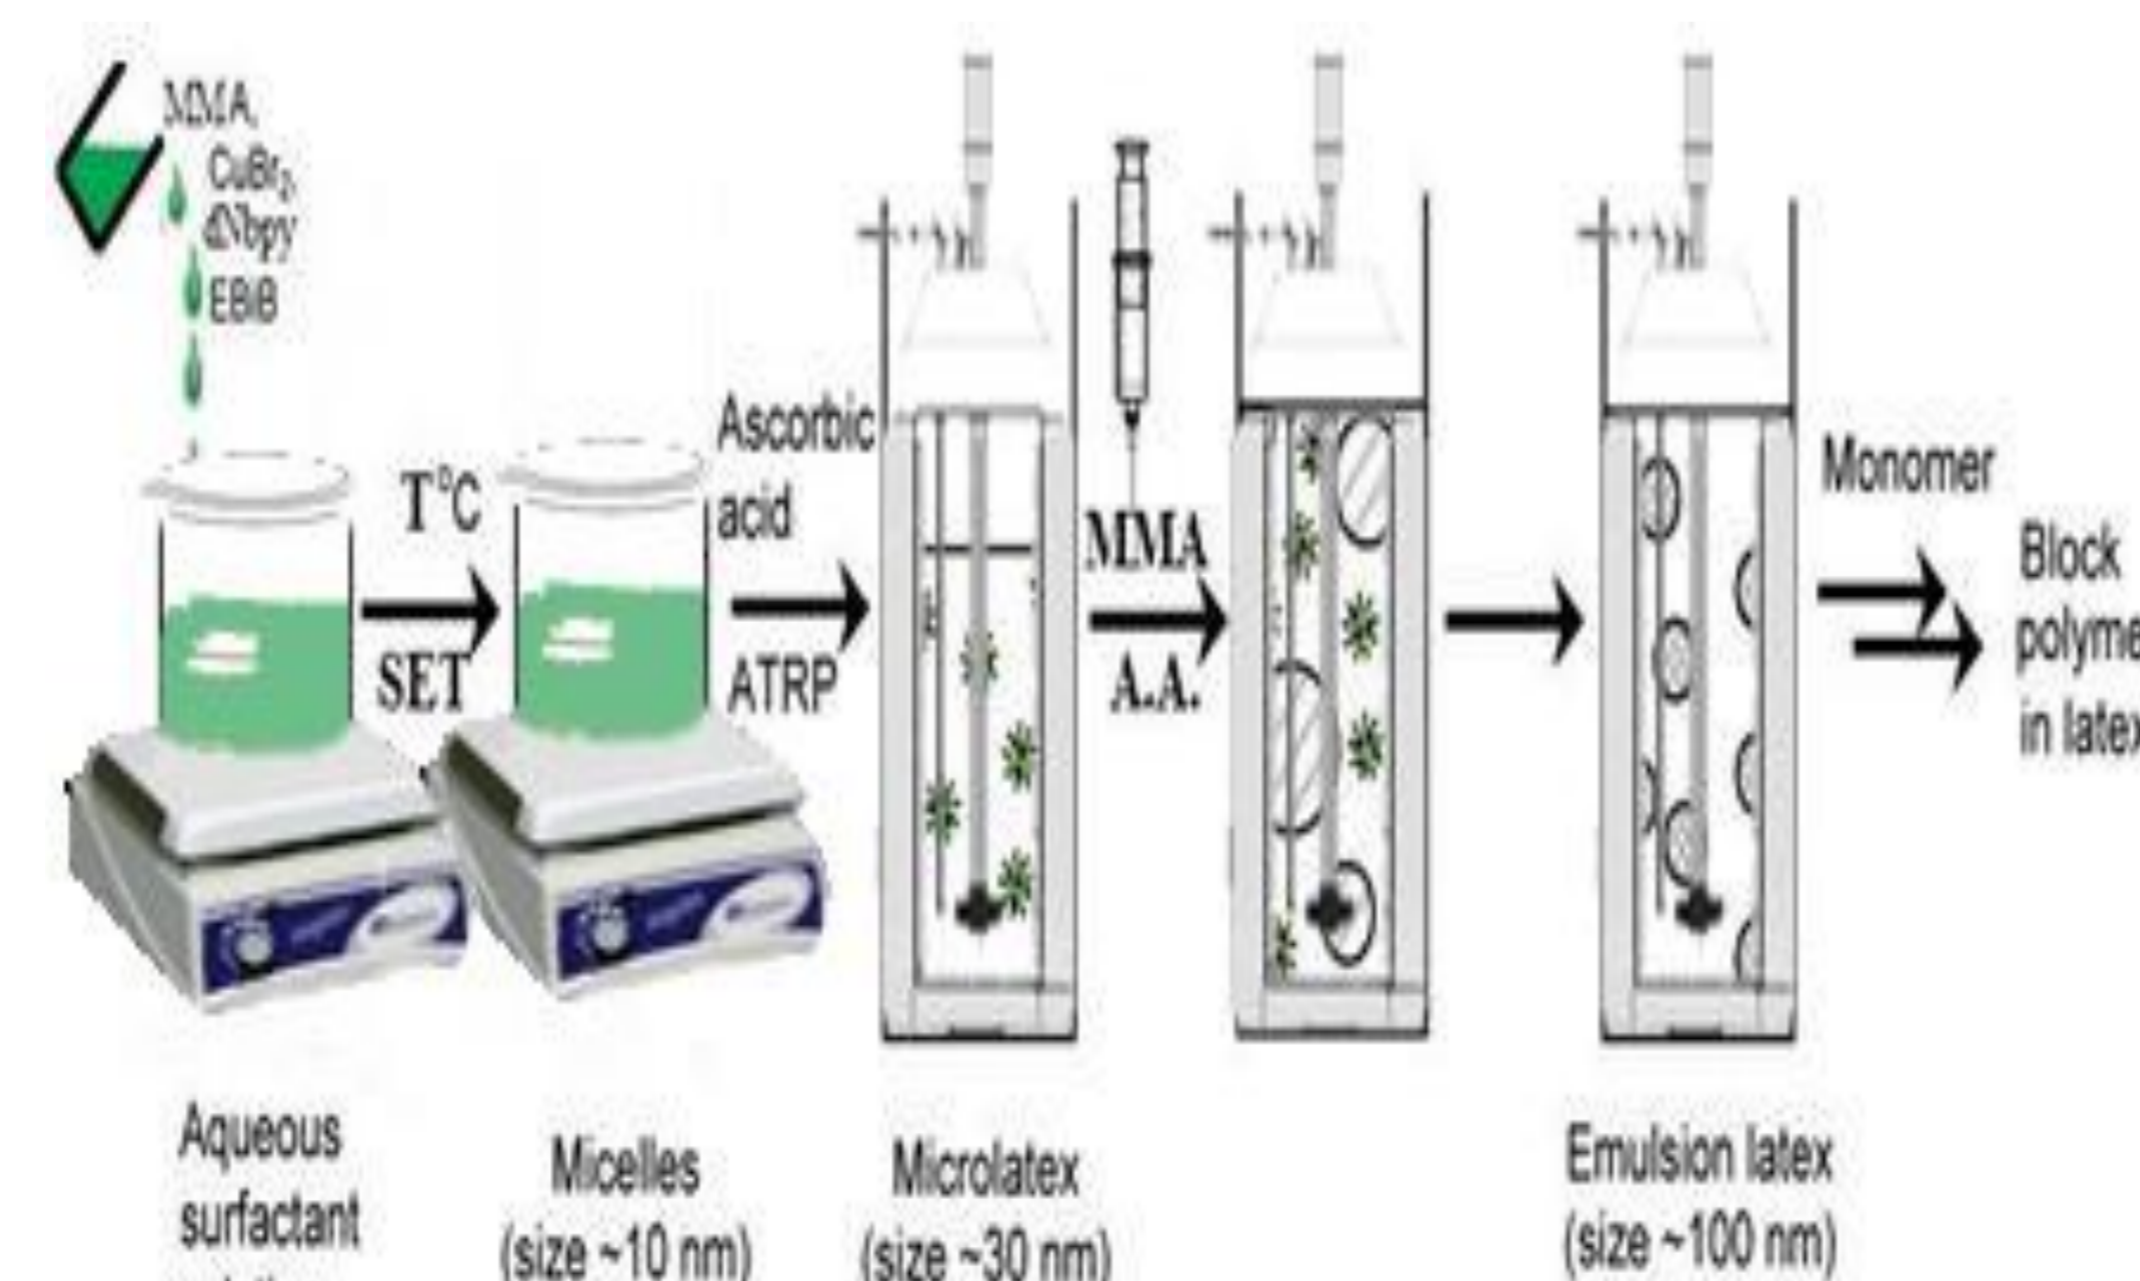 MMA,
CuBr2,
dNbpy
EBiB
T°C
SET
Ascorbic
acid
ATRP
MMA
A.A.
Monomer
Block
polyme
in latex
Aqueous
surfactant
Micelles
(size ~10 nm)
Microlatex
(size ~30 nm)
Emulsion latex
(size ~100 nm)